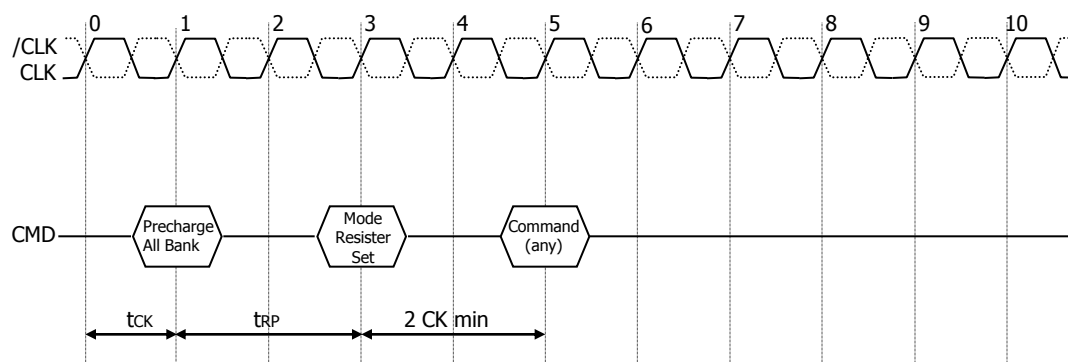 0 1 2 3 4 5 6 7 8 9 10
/CLK
CLK
CMD
Precharge
All Bank
Mode
Resister
Set
Command
(any)
tCK
tRP
2 CK min